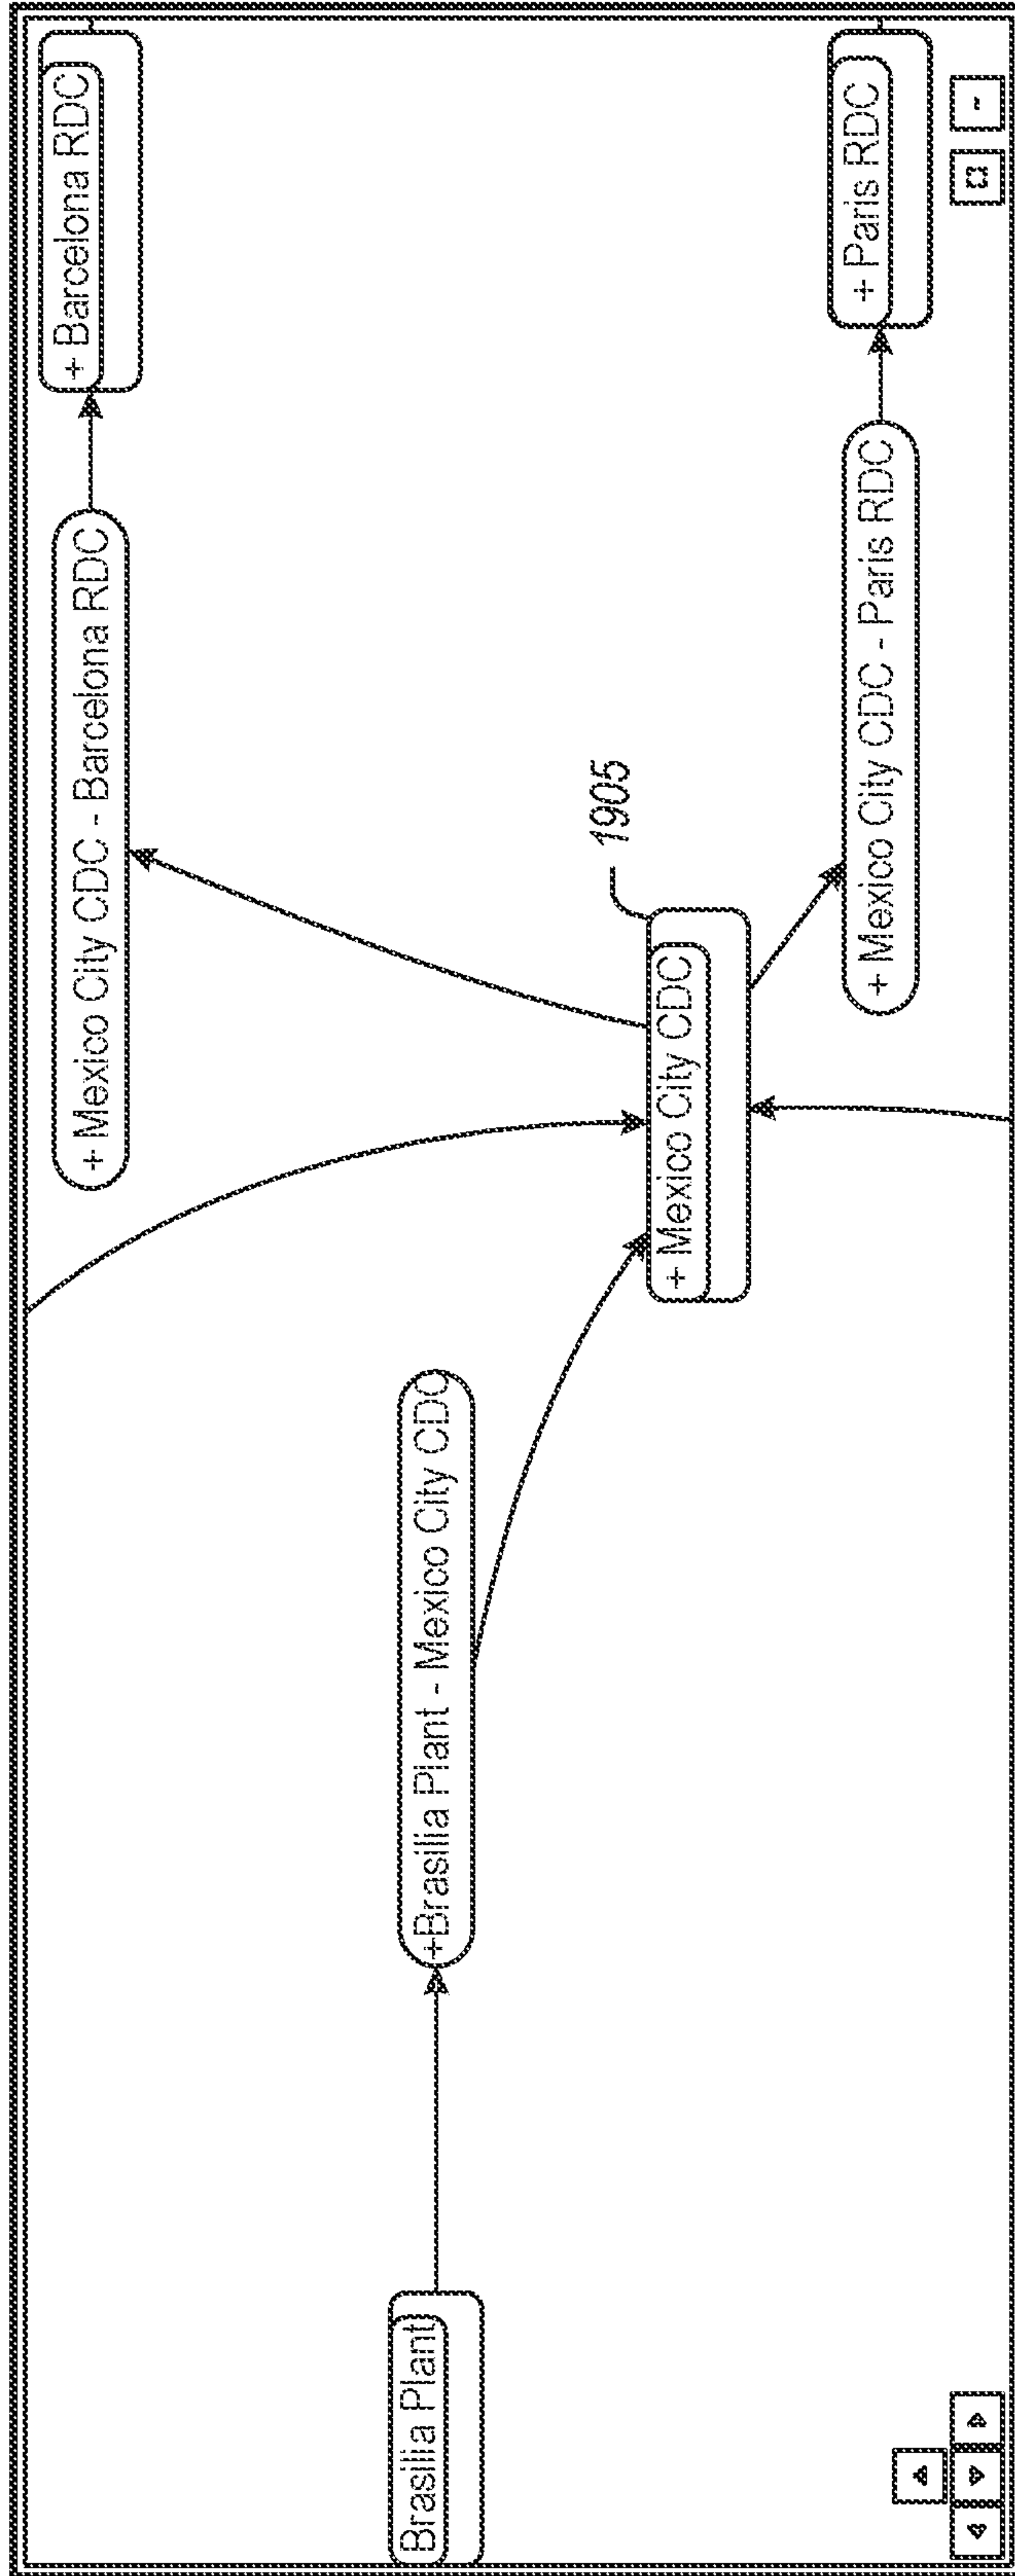 + Mexico City CDC - Barcelona RDC
+ Barcelona RDC
Brasilia Plant
+Brasilia Plant - Mexico City CDC
1905
+ Mexico City CDC
+ Mexico City CDC - Paris RDC
+ Paris RDC